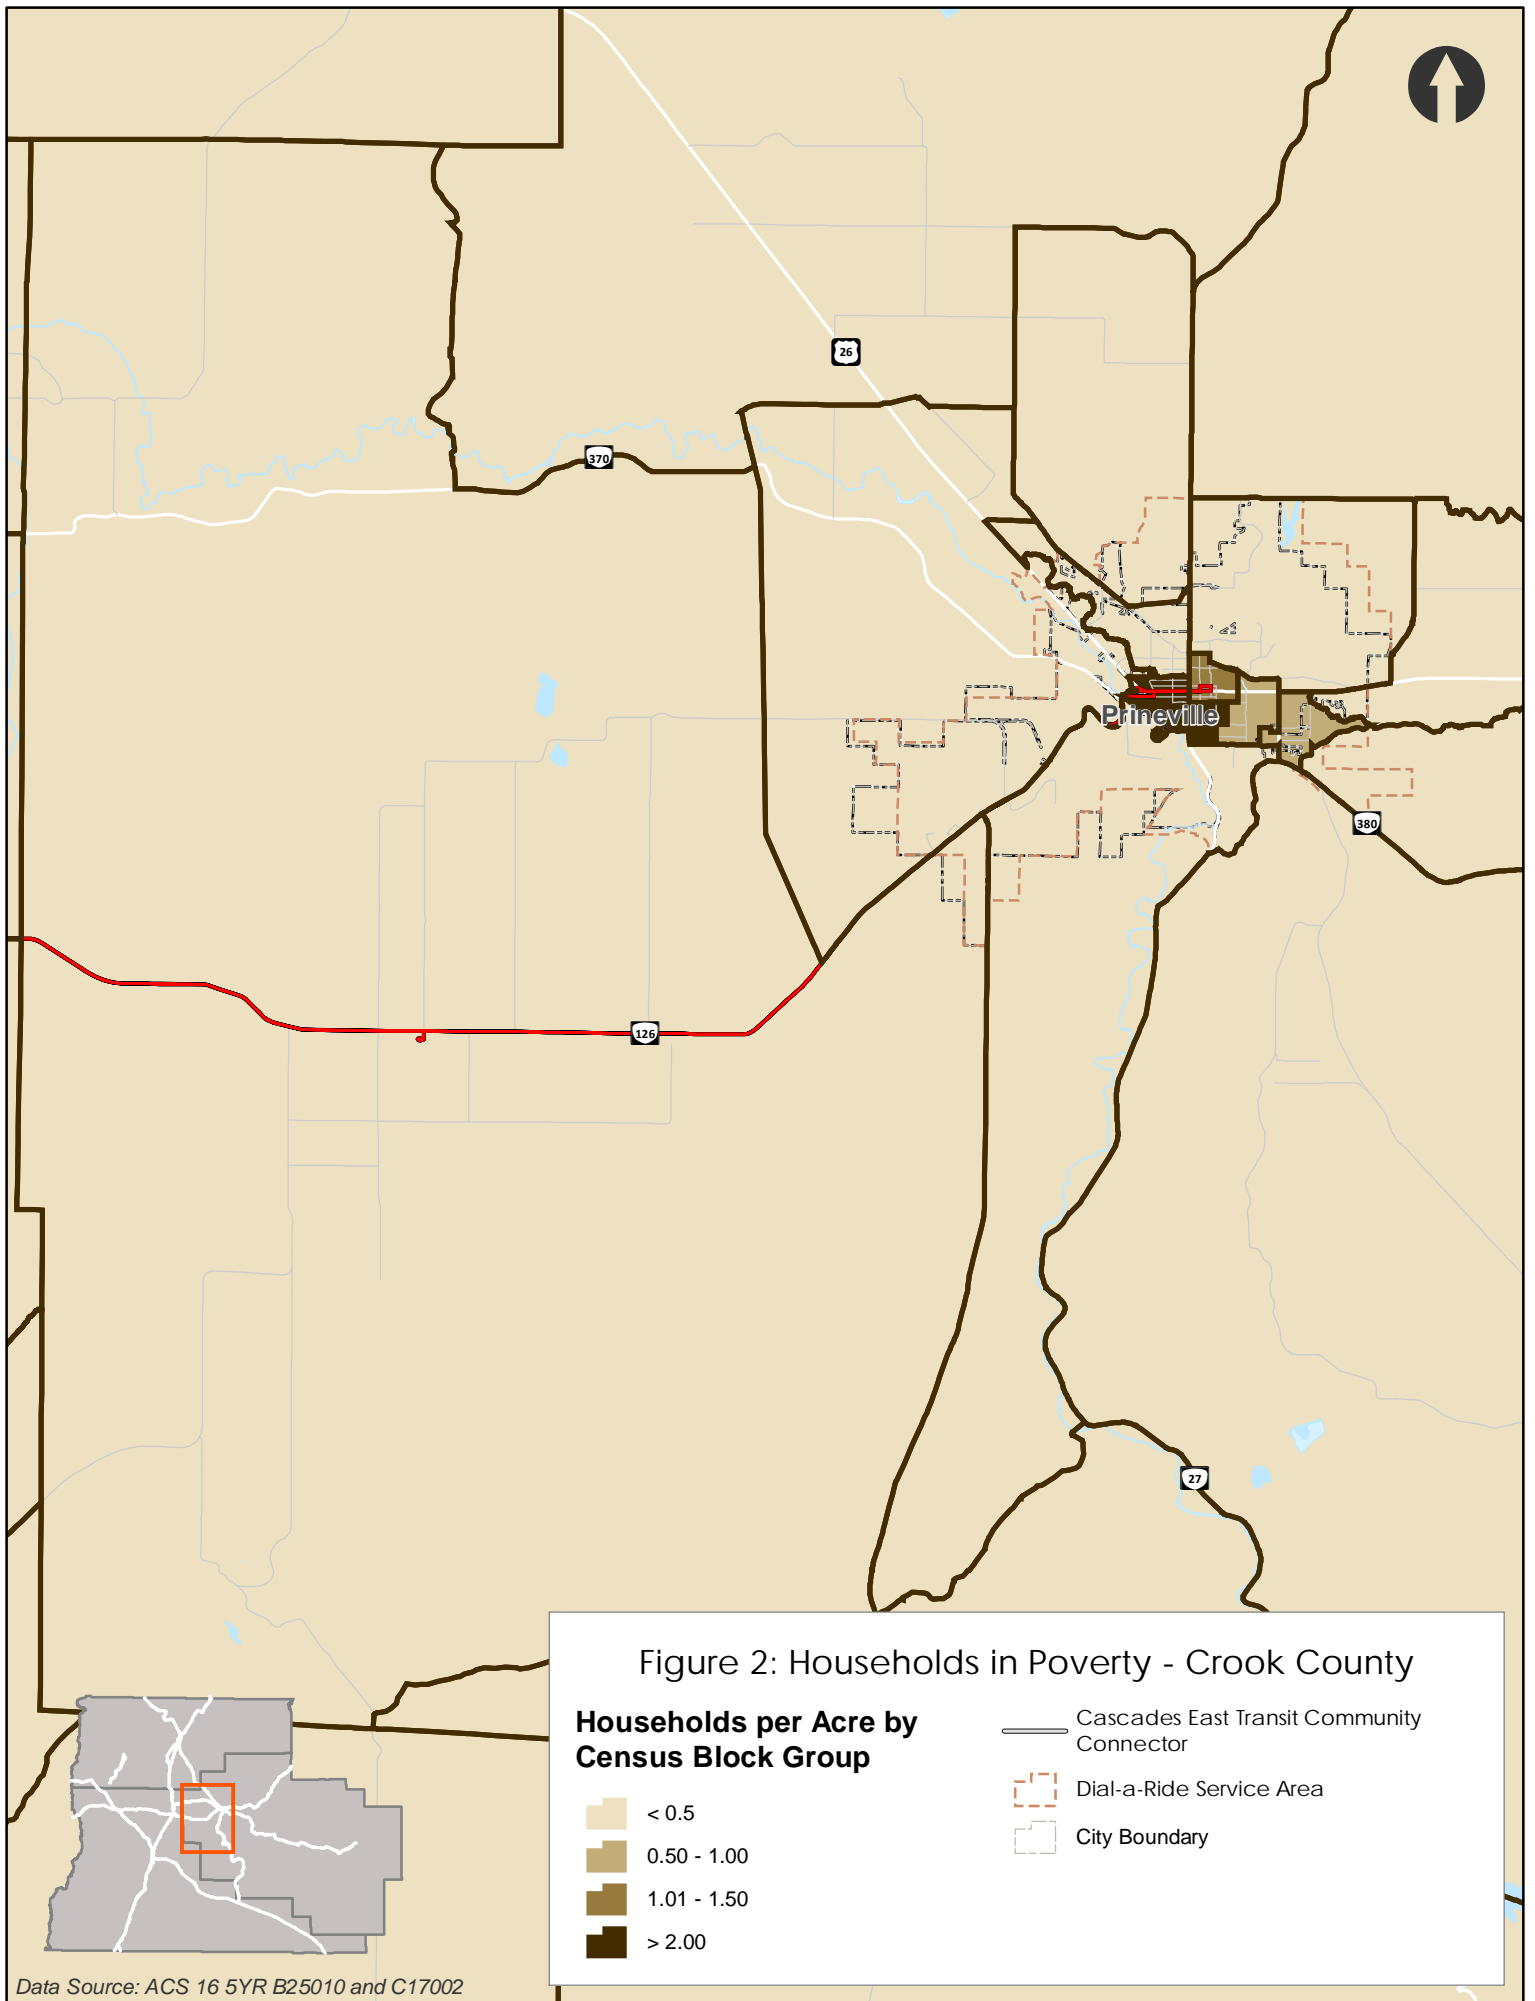 26
370
Prineville
380
126
27
Figure 2: Households in Poverty - Crook County
Households per Acre by
Census Block Group
< 0.5
0.50 - 1.00
1.01 - 1.50
> 2.00
Cascades East Transit Community
Connector
Dial-a-Ride Service Area
City Boundary
Data Source: ACS 16 5YR B25010 and C17002